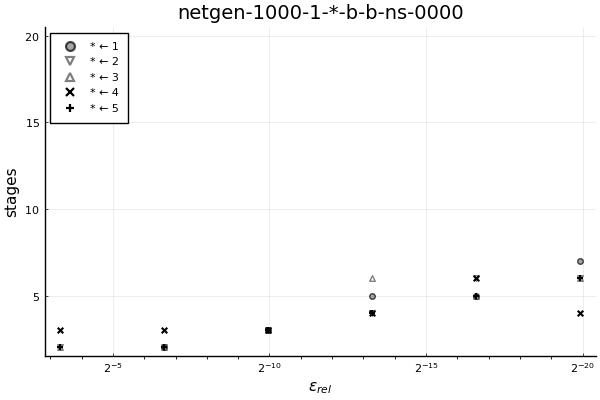 netgen-1000-1-*-b-b-ns-0000
20
15
10
5
stages
* ← 1
* ← 2
* ← 3
* ← 4
* ← 5
2⁻⁵
2⁻¹⁰
2⁻¹⁵
2⁻²⁰
ε_rel